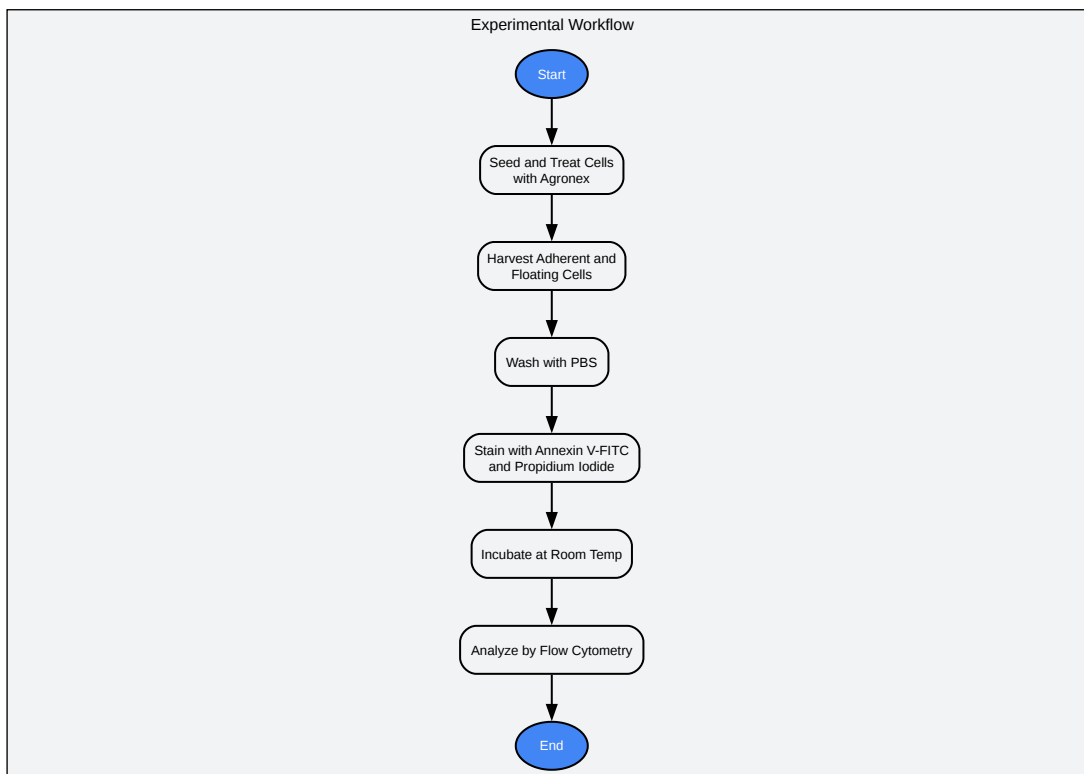 Experimental Workflow
Start
Seed and Treat Cells
with Agronex
Harvest Adherent and
Floating Cells
Wash with PBS
Stain with Annexin V-FITC
and Propidium Iodide
Incubate at Room Temp
Analyze by Flow Cytometry
End